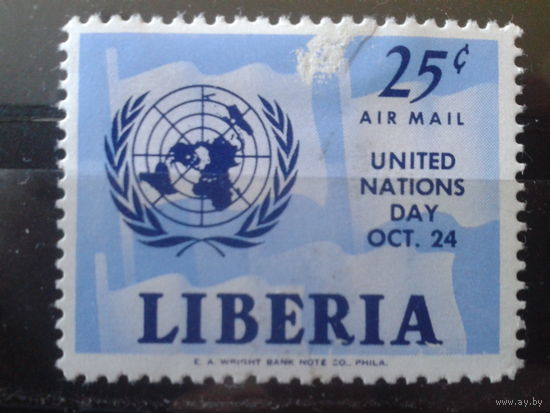 25¢
AIR MAIL
UNITED
NATIONS
DAY
OCT. 24
LIBERIA
E. A. WRIGHT BANK NOTE CO., PHILA.
www.ay.by